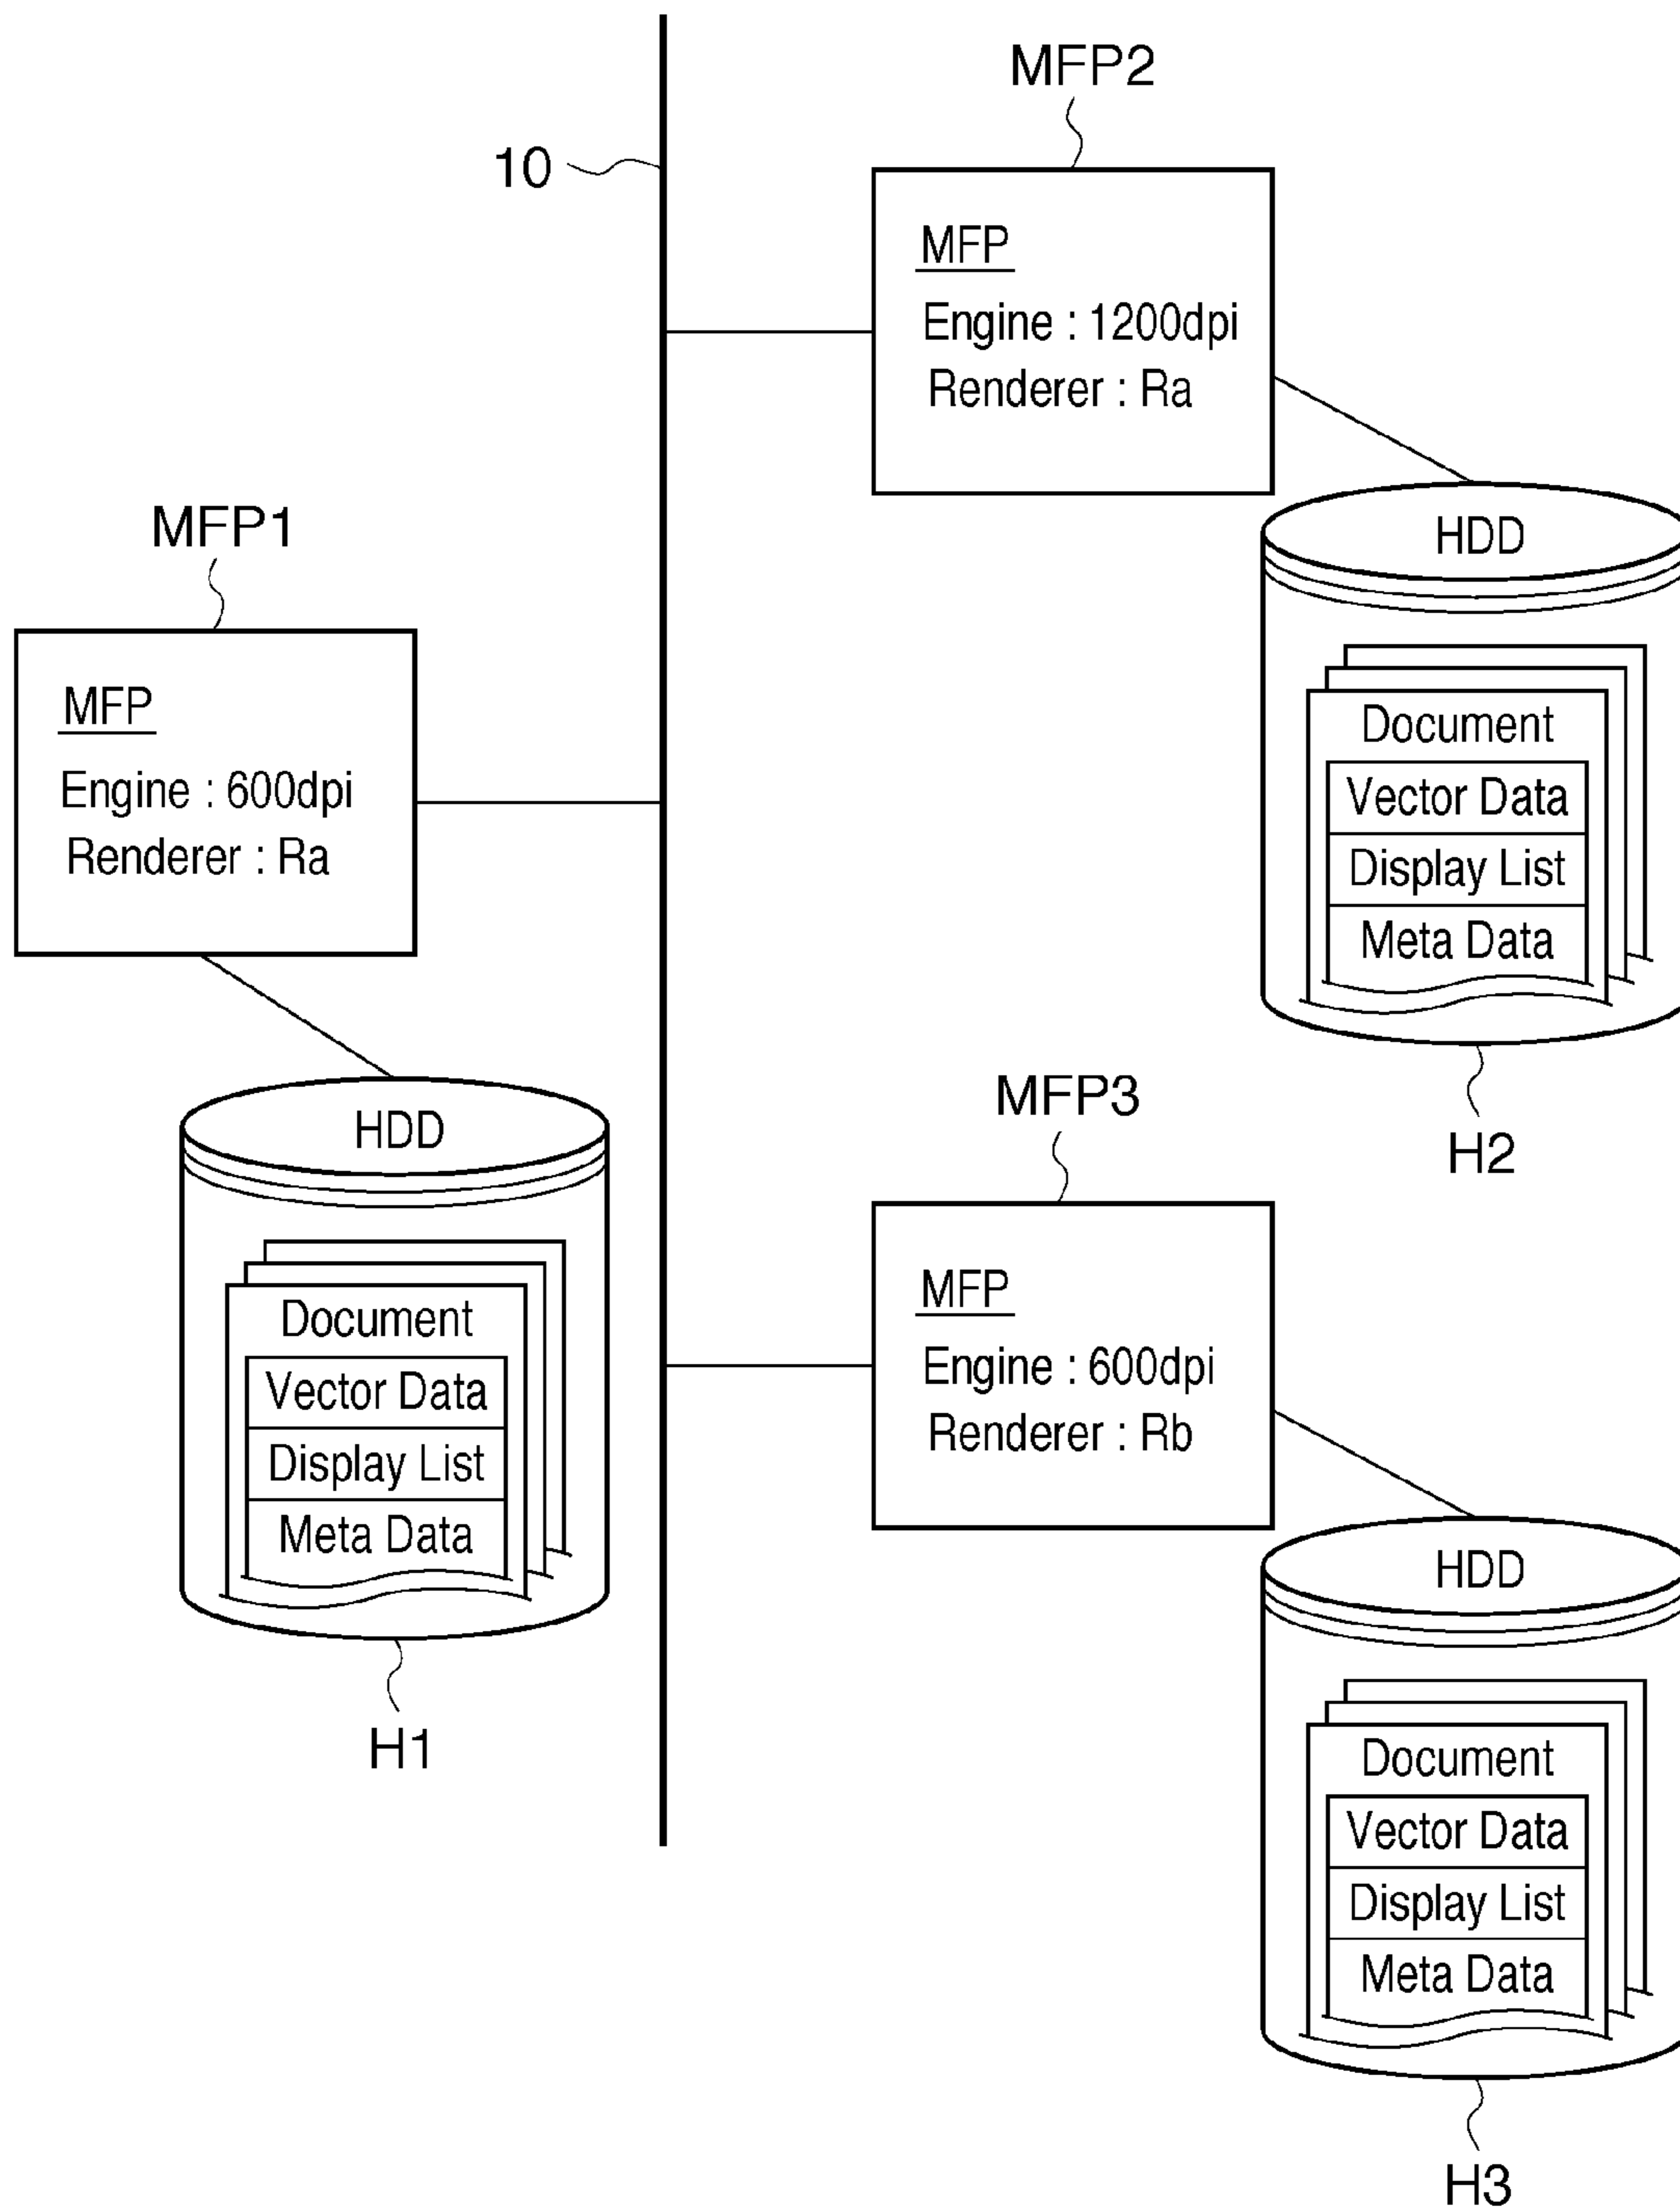 10
MFP2
MFP
Engine : 1200dpi
Renderer : Ra
HDD
Document
Vector Data
Display List
Meta Data
H2
MFP1
MFP
Engine : 600dpi
Renderer : Ra
HDD
Document
Vector Data
Display List
Meta Data
H1
MFP3
MFP
Engine : 600dpi
Renderer : Rb
HDD
Document
Vector Data
Display List
Meta Data
H3